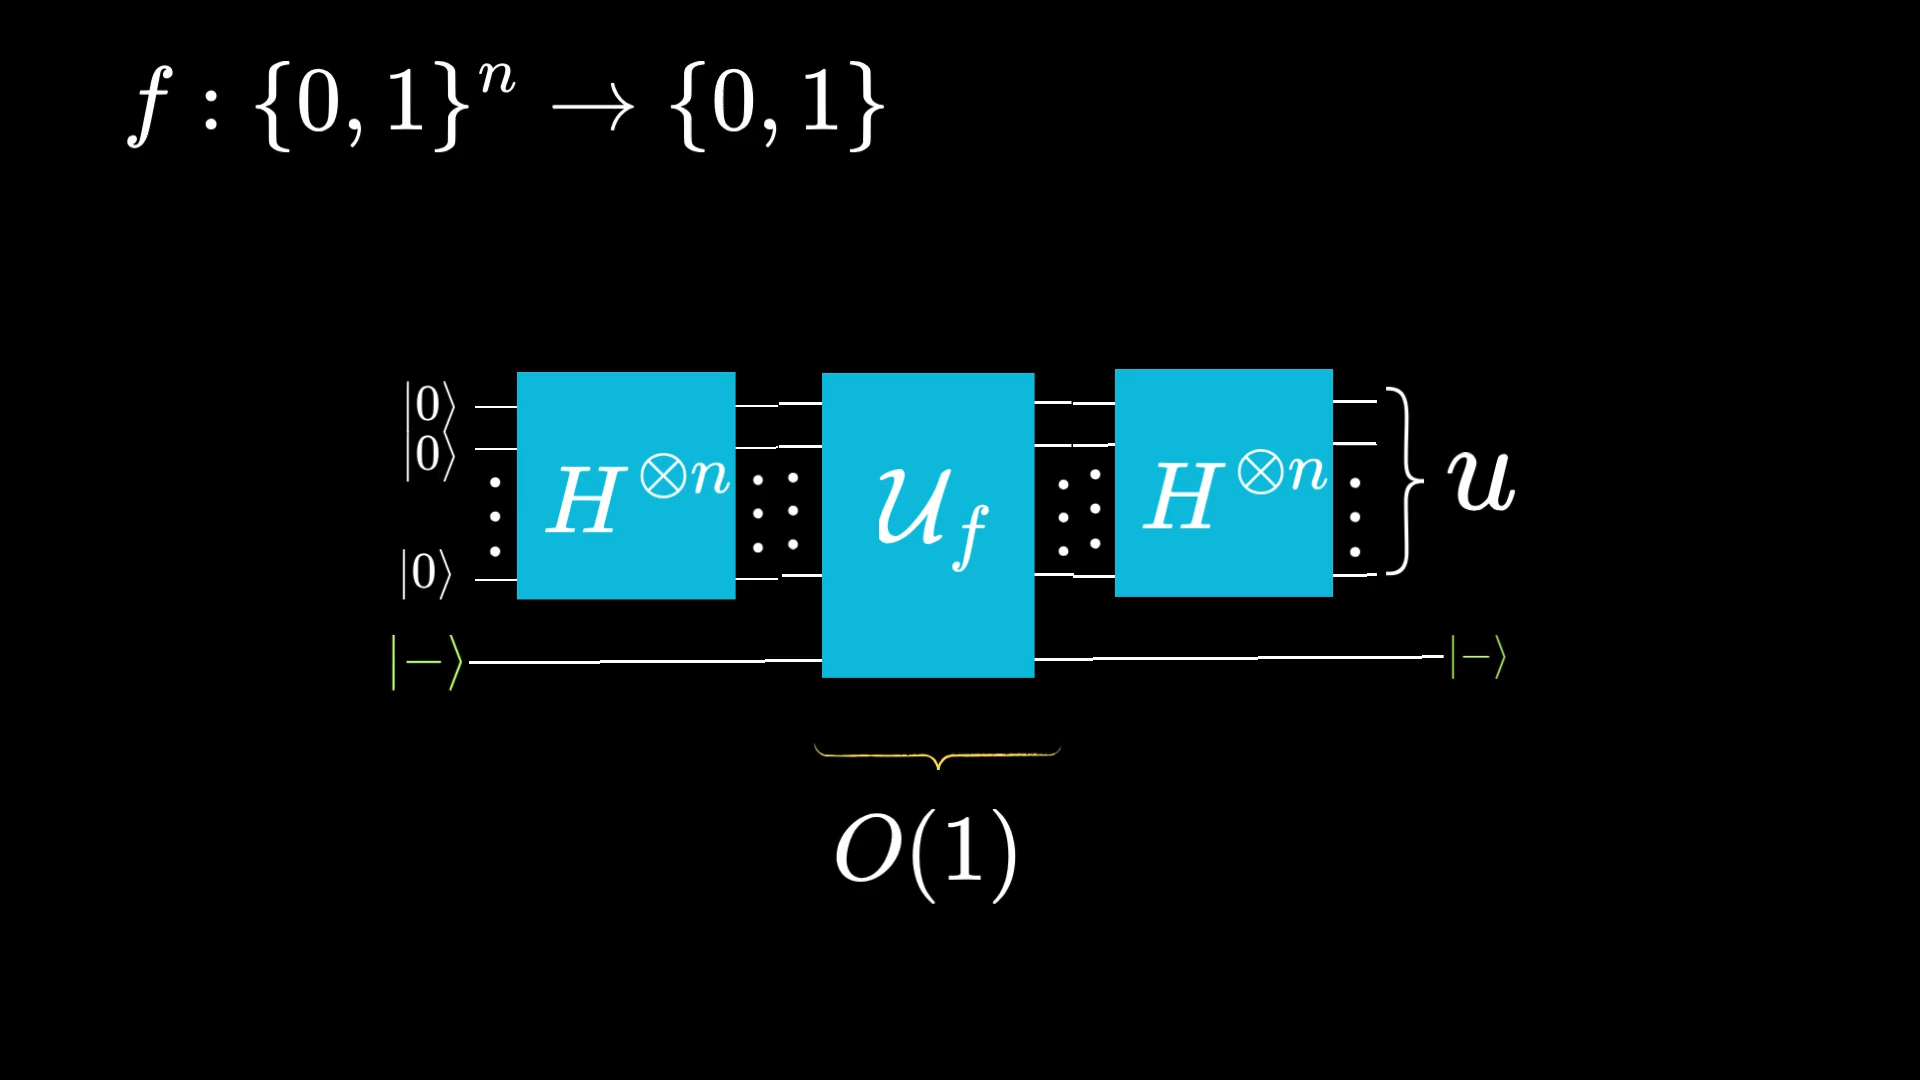 f : {0, 1}ⁿ → {0, 1}
|0⟩
|0⟩
|0⟩
H^{⊗n} 𝒰_f H^{⊗n} u
|−⟩ |−⟩
O(1)